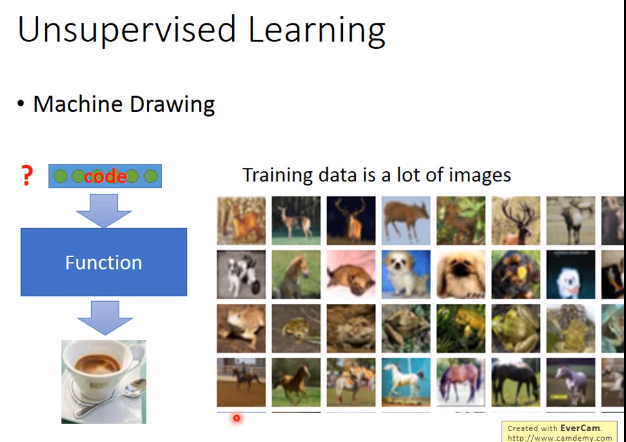 Unsupervised Learning
• Machine Drawing
? code
Training data is a lot of images
Function
Created with EverCam.
http://www.camdemy.com